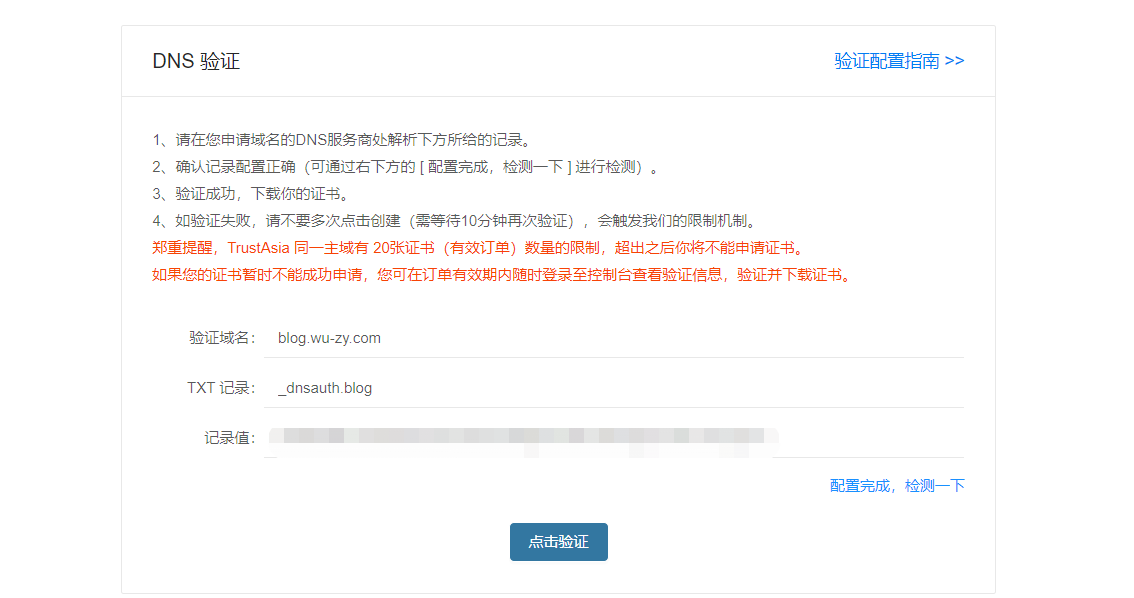 DNS 验证
验证配置指南 >>
1、请在您申请域名的DNS服务商处解析下方所给的记录。
2、确认记录配置正确（可通过右下方的 [ 配置完成，检测一下 ] 进行检测）。
3、验证成功，下载你的证书。
4、如验证失败，请不要多次点击创建（需等待10分钟再次验证），会触发我们的限制机制。
郑重提醒，TrustAsia 同一主域有 20张证书（有效订单）数量的限制，超出之后你将不能申请证书。
如果您的证书暂时不能成功申请，您可在订单有效期内随时登录至控制台查看验证信息，验证并下载证书。
验证域名： blog.wu-zy.com
TXT 记录： _dnsauth.blog
记录值：
配置完成，检测一下
点击验证